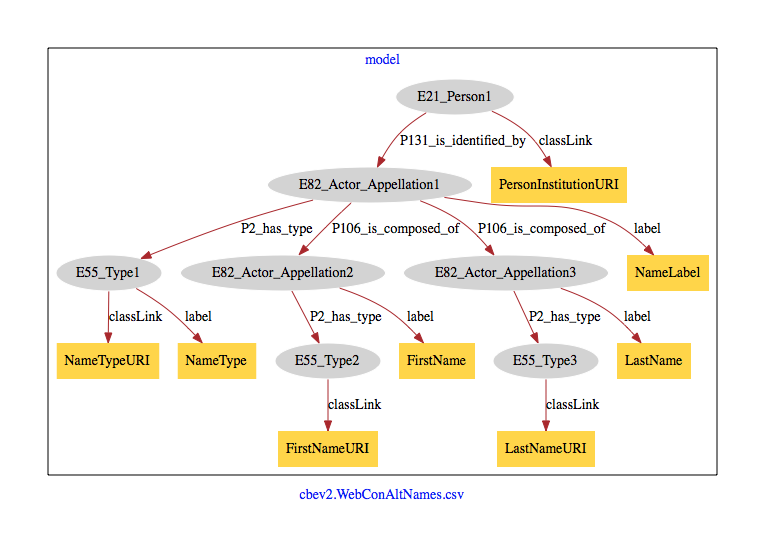 model
E21_Person1
P131_is_identified_by
classLink
E82_Actor_Appellation1
PersonInstitutionURI
P2_has_type
P106_is_composed_of
P106_is_composed_of
label
E55_Type1
E82_Actor_Appellation2
E82_Actor_Appellation3
NameLabel
classLink
label
P2_has_type
label
P2_has_type
label
NameTypeURI
NameType
E55_Type2
FirstName
E55_Type3
LastName
classLink
classLink
FirstNameURI
LastNameURI
cbev2.WebConAltNames.csv